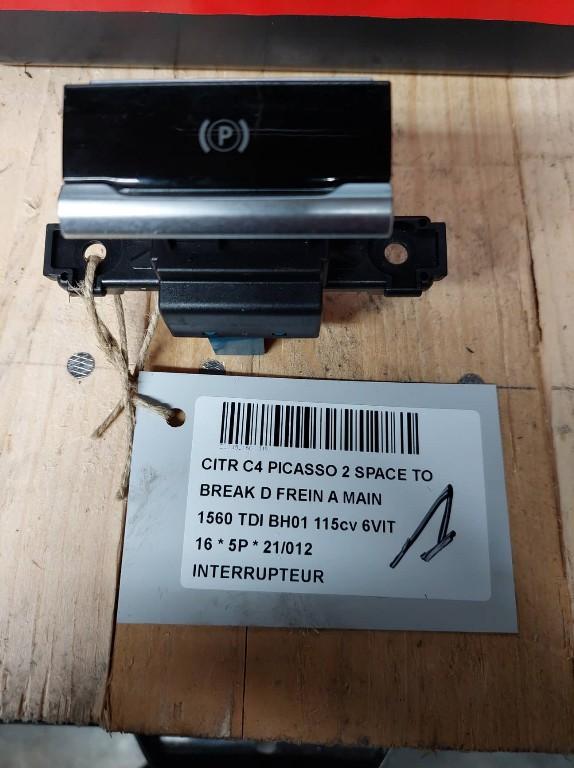 (P)
CITR C4 PICASSO 2 SPACE TO
BREAK D FREIN A MAIN
1560 TDI BH01 115cv 6VIT
16 * 5P * 21/012
INTERRUPTEUR
1